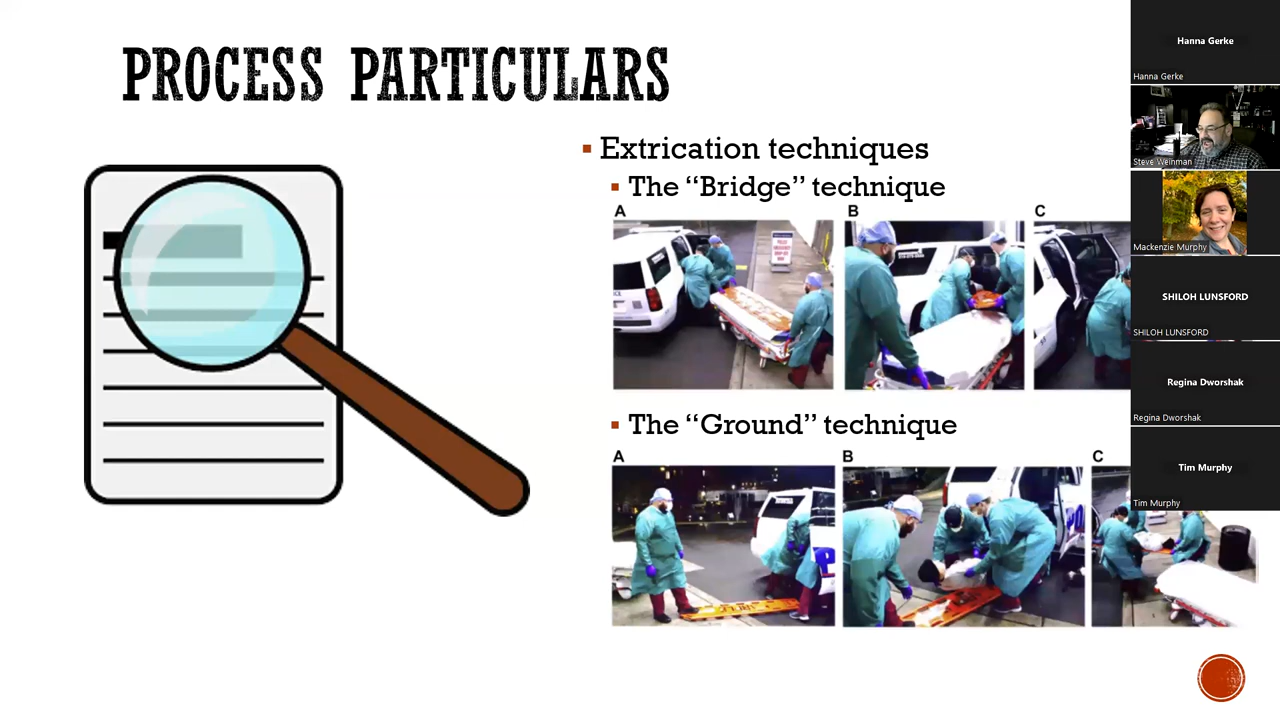 PROCESS PARTICULARS
Extrication techniques
The “Bridge” technique
A
B
C
The “Ground” technique
A
B
C
Hanna Gerke
Hanna Gerke
Steve Weinman
Mackenzie Murphy
SHILOH LUNSFORD
SHILOH LUNSFORD
Regina Dworshak
Regina Dworshak
Tim Murphy
Tim Murphy